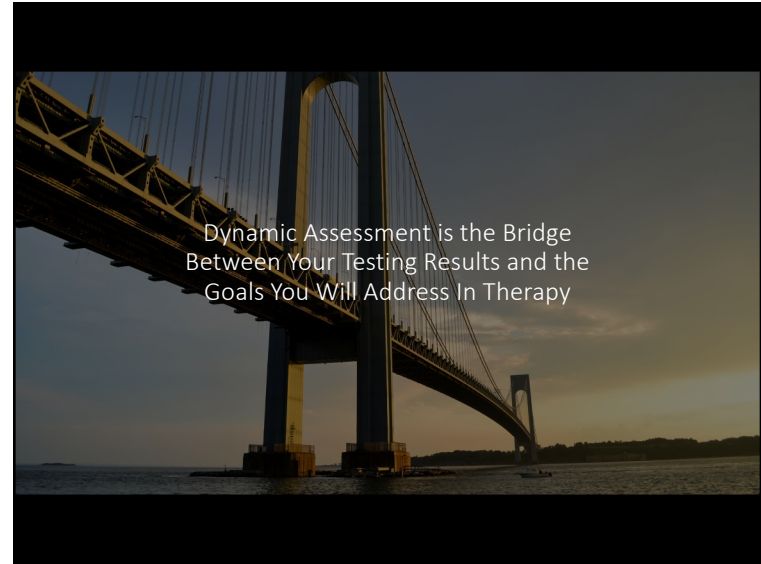 Dynamic Assessment is the Bridge
Between Your Testing Results and the
Goals You Will Address In Therapy